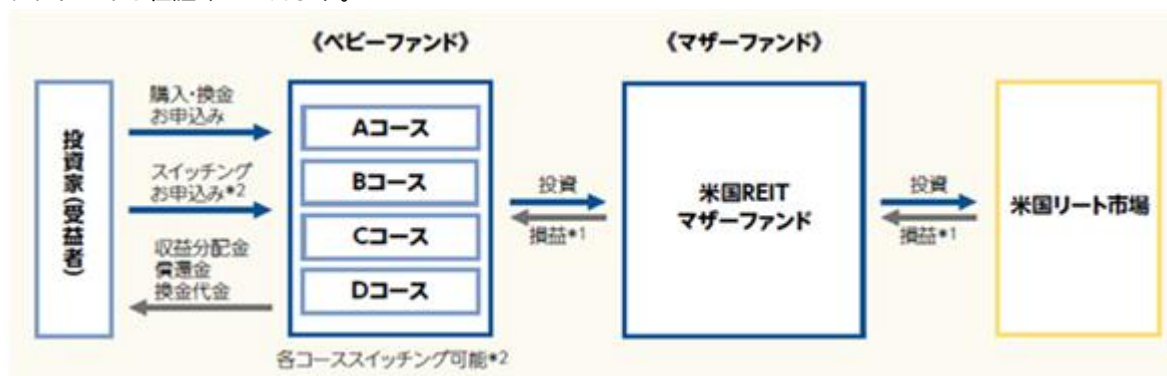 《ベビーファンド》
《マザーファンド》
投資家(受益者)
購入・換金
お申込み
スイッチング
お申込み*2
収益分配金
償還金
換金代金
Aコース
Bコース
Cコース
Dコース
各コーススイッチング可能*2
投資
損益*1
米国REIT
マザーファンド
投資
損益*1
米国リート市場